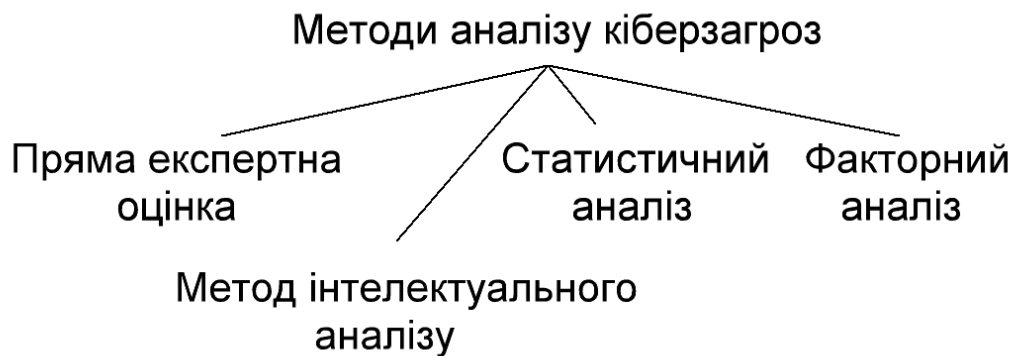 Методи аналізу кіберзагроз
Пряма експертна
оцінка
Статистичний
аналіз
Факторний
аналіз
Метод інтелектуального
аналізу